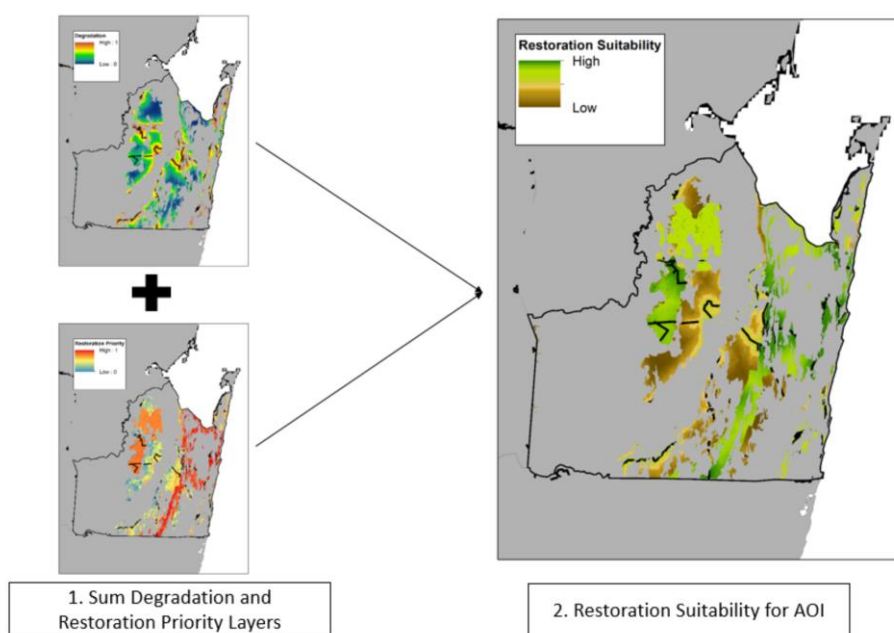 Degradation
High : 1
Low : 0
Restoration Priority
High : 1
Low : 0
1. Sum Degradation and
Restoration Priority Layers
Restoration Suitability
High
Low
2. Restoration Suitability for AOI